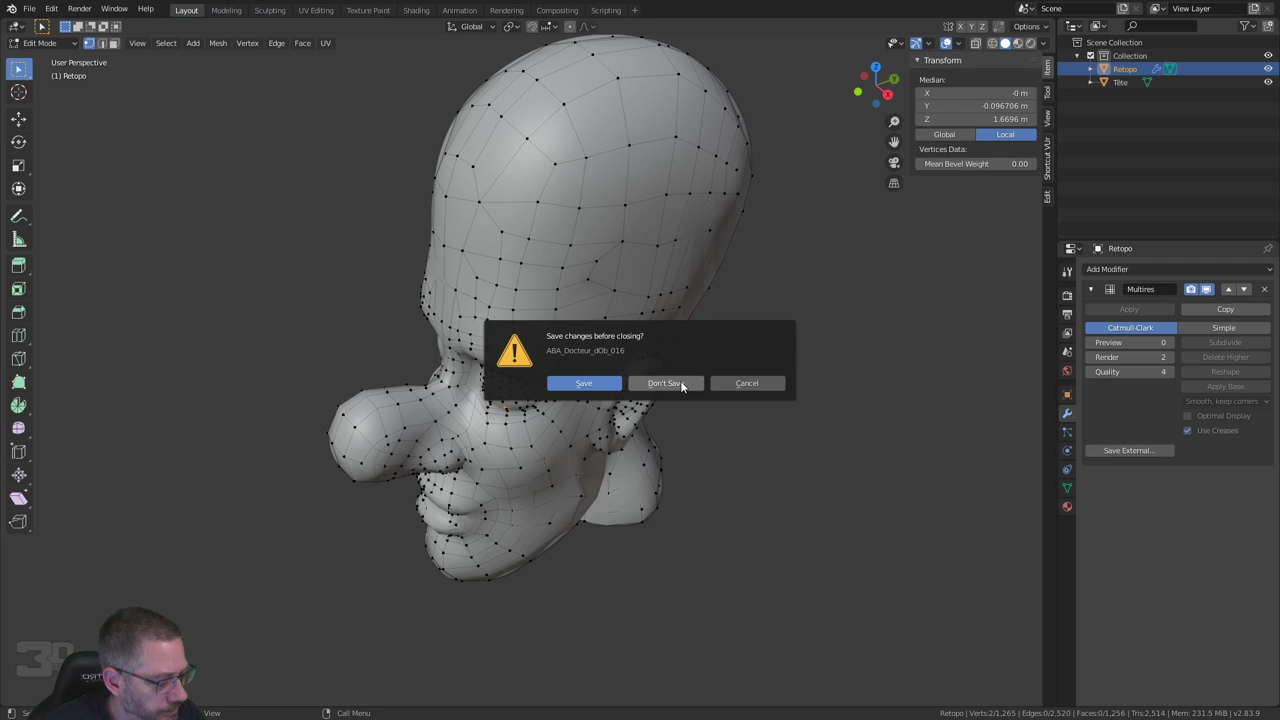 File Edit Render Window Help Layout Modeling Sculpting UV Editing Texture Paint Shading Animation Rendering Compositing Scripting + Scene View Layer
Global Options
Edit Mode View Select Add Mesh Vertex Edge Face UV X Y Z
User Perspective
(1) Retopo
Z
Y
X
Transform
Median:
X -0 m
Y -0.096706 m
Z 1.6696 m
Global Local
Vertices Data:
Mean Bevel Weight 0.00
Item
Tool
View
Shortcut VUr
Edit
Scene Collection
Collection
Retopo
Tête
Retopo
Add Modifier
Multires
Apply Copy
Catmull-Clark Simple
Preview 0 Subdivide
Render 2 Delete Higher
Quality 4 Reshape
Apply Base
Smooth, keep corners
Optimal Display
Use Creases
Save External...
Save changes before closing?
ABA_Docteur_dOb_016
Save Don't Save Cancel
View Call Menu Retopo | Verts:2/1,265 | Edges:0/2,520 | Faces:0/1,256 | Tris:2,514 | Mem: 231.5 MiB | v2.83.9